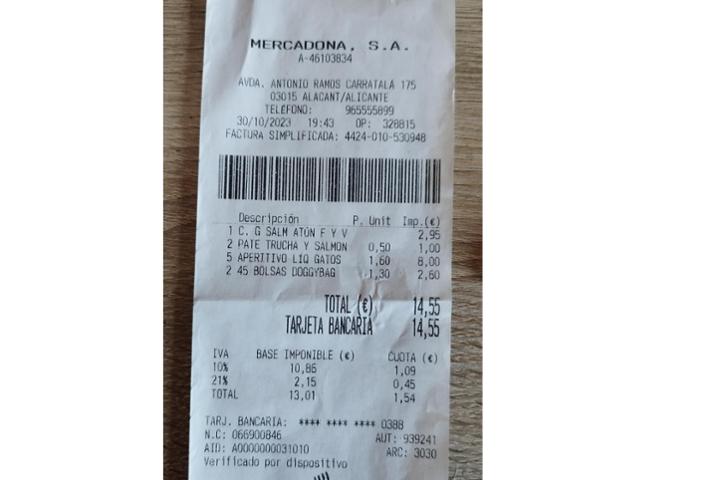 MERCADONA, S.A.
A-46103834
AVDA. ANTONIO RAMOS CARRATALÁ 175
03015 ALACANT/ALICANTE
TELÉFONO: 965555899
30/10/2023 19:43 OP: 328815
FACTURA SIMPLIFICADA: 4424-010-530948
Descripción P. Unit Imp.(€)
1 C. G SALM ATÚN F Y V 2,95
2 PATE TRUCHA Y SALMON 0,50 1,00
5 APERITIVO LIQ GATOS 1,60 8,00
2 45 BOLSAS DOGGYBAG 1,30 2,60
TOTAL (€) 14,55
TARJETA BANCARIA 14,55
IVA BASE IMPONIBLE (€) CUOTA (€)
10% 10,86 1,09
21% 2,15 0,45
TOTAL 13,01 1,54
TARJ. BANCARIA: **** **** **** 0388
N.C: 066900846 AUT: 939241
AID: A0000000031010 ARC: 3030
Verificado por dispositivo